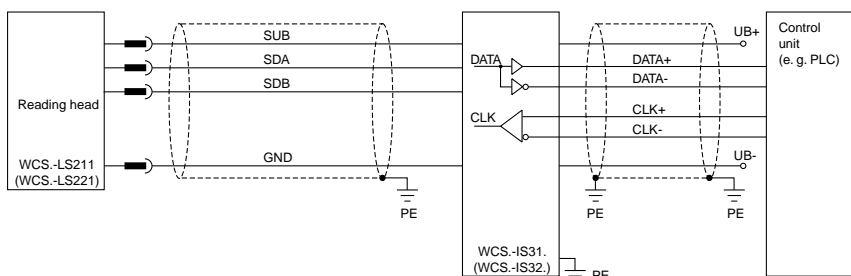 Reading head
WCS.-LS211
(WCS.-LS221)
SUB
SDA
SDB
GND
PE
DATA
CLK
WCS.-IS31.
(WCS.-IS32.)
PE
UB+
DATA+
DATA-
CLK+
CLK-
UB-
PE
PE
Control
unit
(e. g. PLC)